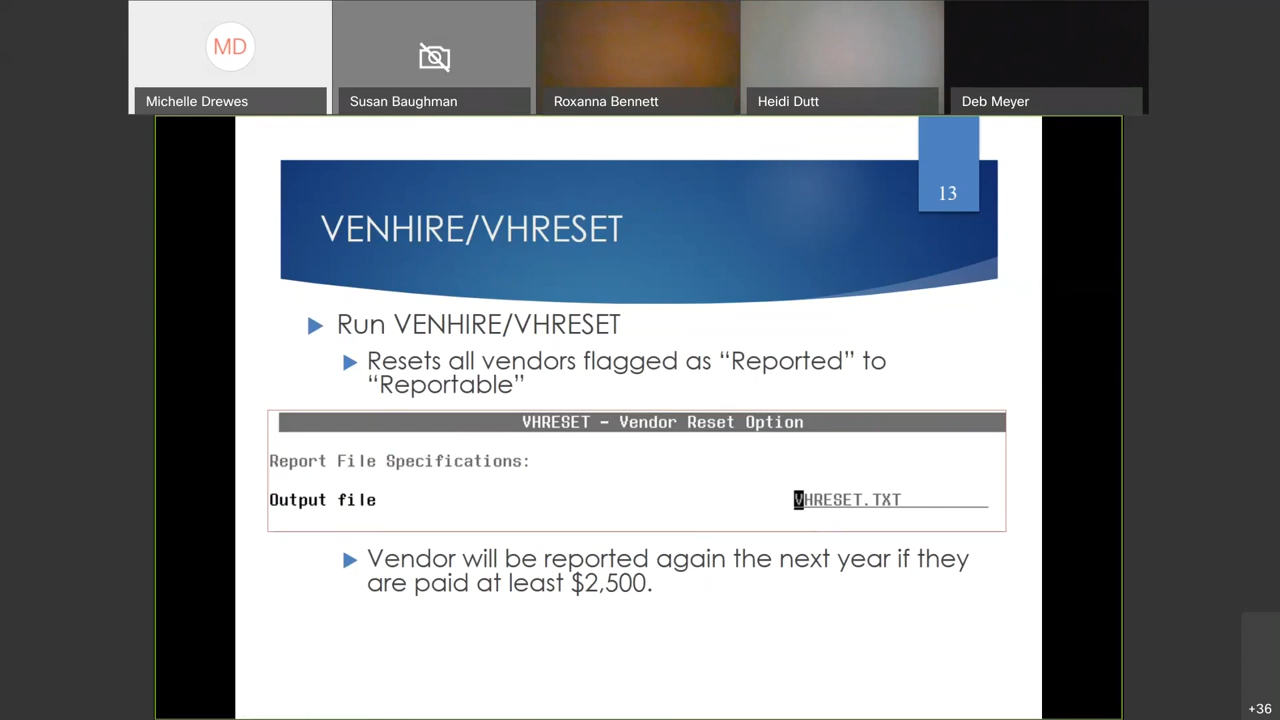 MD
Michelle Drewes
Susan Baughman
Roxanna Bennett
Heidi Dutt
Deb Meyer
13
VENHIRE/VHRESET
Run VENHIRE/VHRESET
Resets all vendors flagged as “Reported” to
“Reportable”
VHRESET - Vendor Reset Option
Report File Specifications:
Output file VHRESET.TXT
Vendor will be reported again the next year if they
are paid at least $2,500.
+36